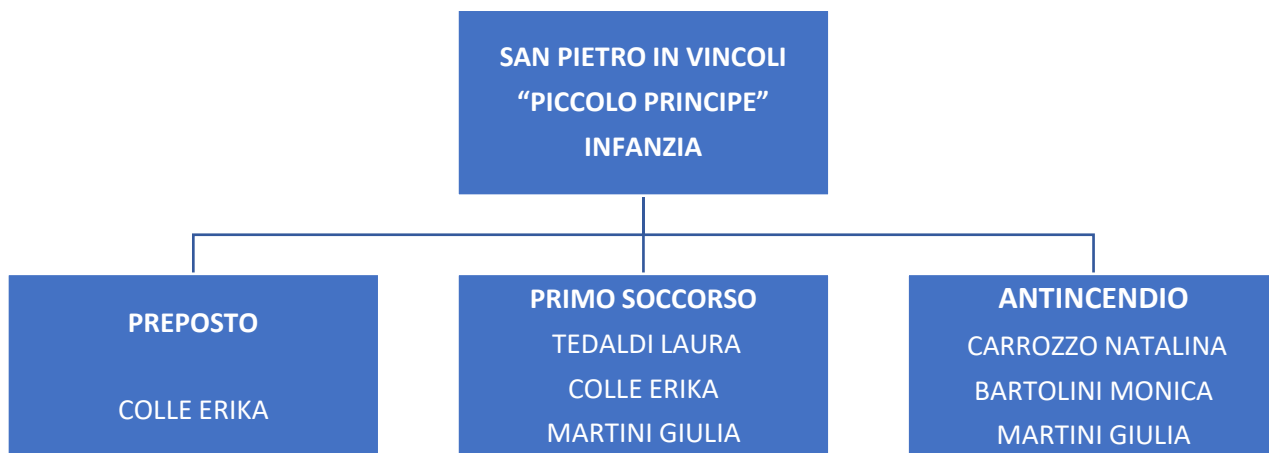 SAN PIETRO IN VINCOLI
“PICCOLO PRINCIPE”
INFANZIA
PREPOSTO
COLLE ERIKA
PRIMO SOCCORSO
TEDALDI LAURA
COLLE ERIKA
MARTINI GIULIA
ANTINCENDIO
CARROZZO NATALINA
BARTOLINI MONICA
MARTINI GIULIA